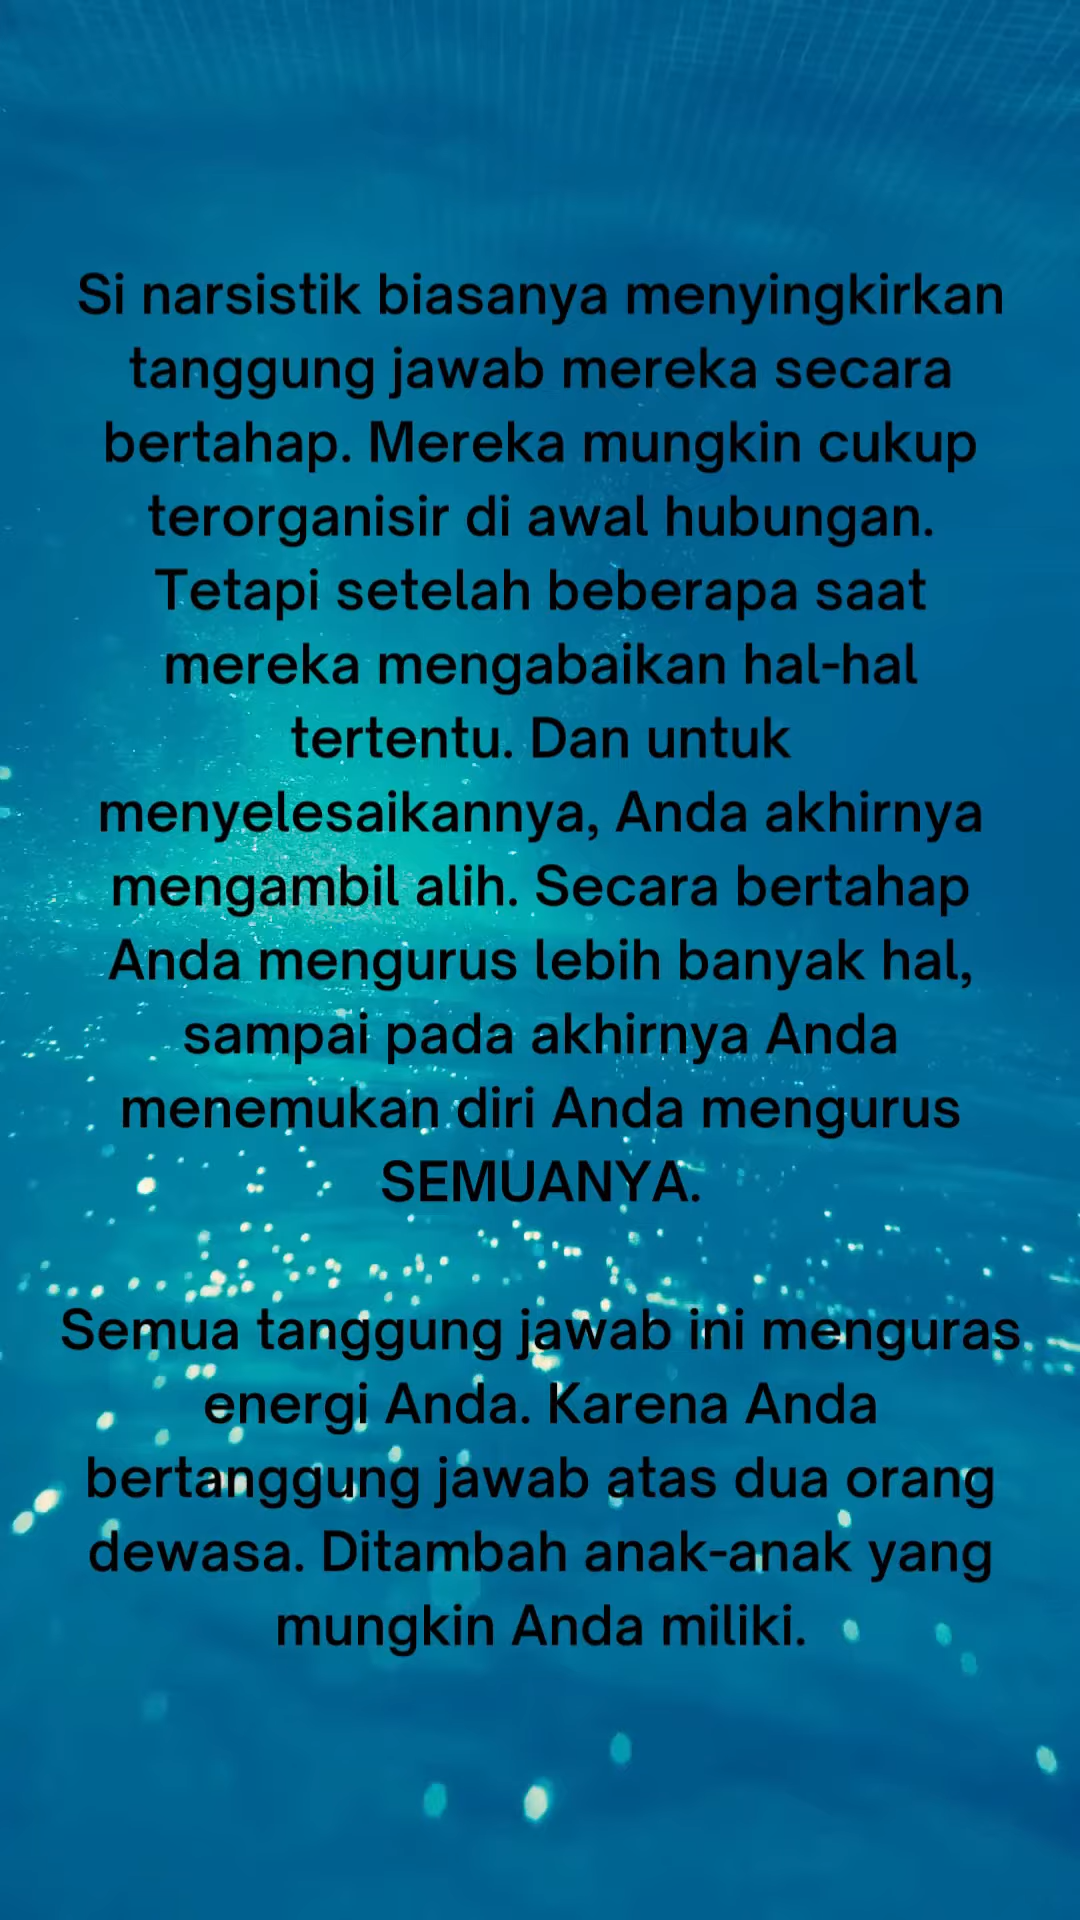 Si narsistik biasanya menyingkirkan
tanggung jawab mereka secara
bertahap. Mereka mungkin cukup
terorganisir di awal hubungan.
Tetapi setelah beberapa saat
mereka mengabaikan hal-hal
tertentu. Dan untuk
menyelesaikannya, Anda akhirnya
mengambil alih. Secara bertahap
Anda mengurus lebih banyak hal,
sampai pada akhirnya Anda
menemukan diri Anda mengurus
SEMUANYA.
Semua tanggung jawab ini menguras
energi Anda. Karena Anda
bertanggung jawab atas dua orang
dewasa. Ditambah anak-anak yang
mungkin Anda miliki.